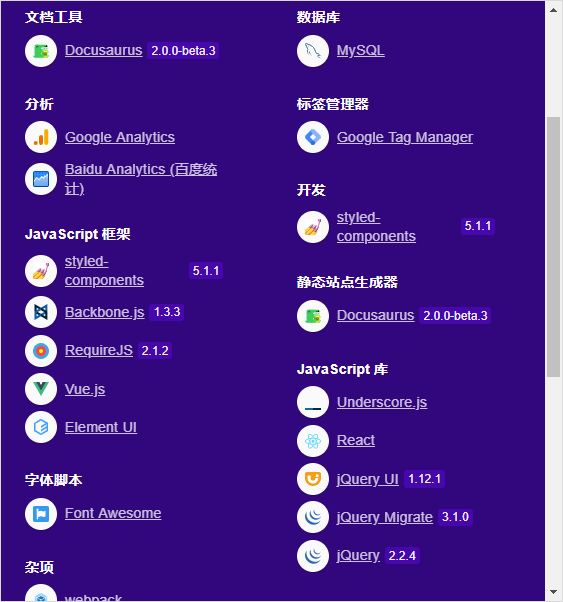 文档工具
Docusaurus 2.0.0-beta.3
分析
Google Analytics
Baidu Analytics (百度统
计)
JavaScript 框架
styled-
components 5.1.1
Backbone.js 1.3.3
RequireJS 2.1.2
Vue.js
Element UI
字体脚本
Font Awesome
杂项
webpack
数据库
MySQL
标签管理器
Google Tag Manager
开发
styled-
components 5.1.1
静态站点生成器
Docusaurus 2.0.0-beta.3
JavaScript 库
Underscore.js
React
jQuery UI 1.12.1
jQuery Migrate 3.1.0
jQuery 2.2.4